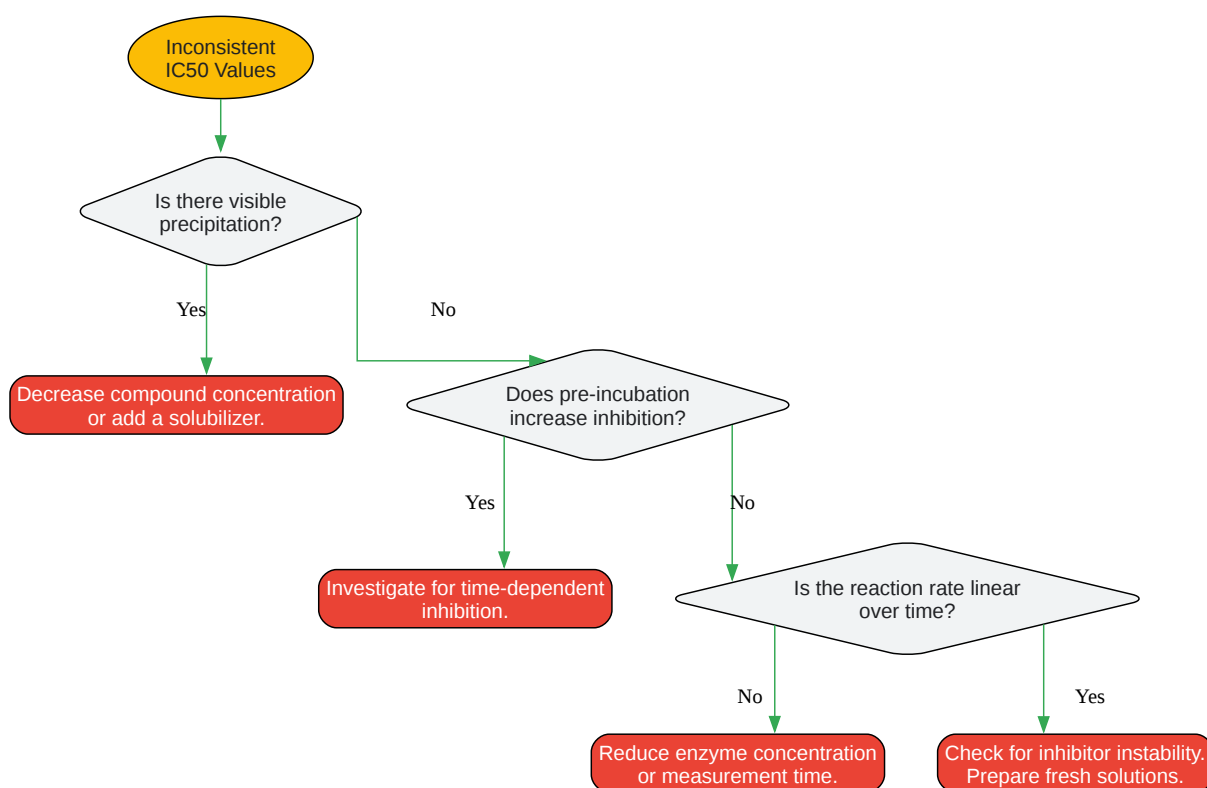 Inconsistent
IC50 Values
Is there visible
precipitation?
Yes
No
Decrease compound concentration
or add a solubilizer.
Does pre-incubation
increase inhibition?
Yes
No
Investigate for time-dependent
inhibition.
Is the reaction rate linear
over time?
No
Yes
Reduce enzyme concentration
or measurement time.
Check for inhibitor instability.
Prepare fresh solutions.